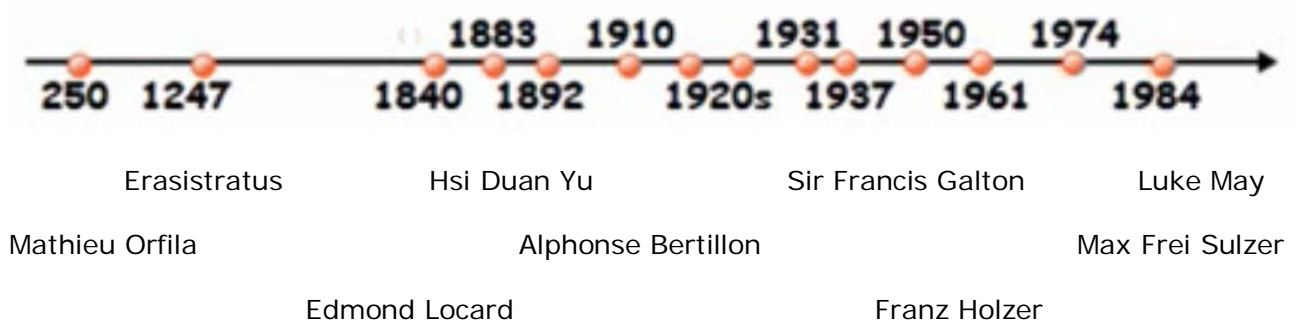 1883 1910 1931 1950 1974
250 1247 1840 1892 1920s 1937 1961 1984
Erasistratus Hsi Duan Yu Sir Francis Galton Luke May
Mathieu Orfila Alphonse Bertillon Max Frei Sulzer
Edmond Locard Franz Holzer